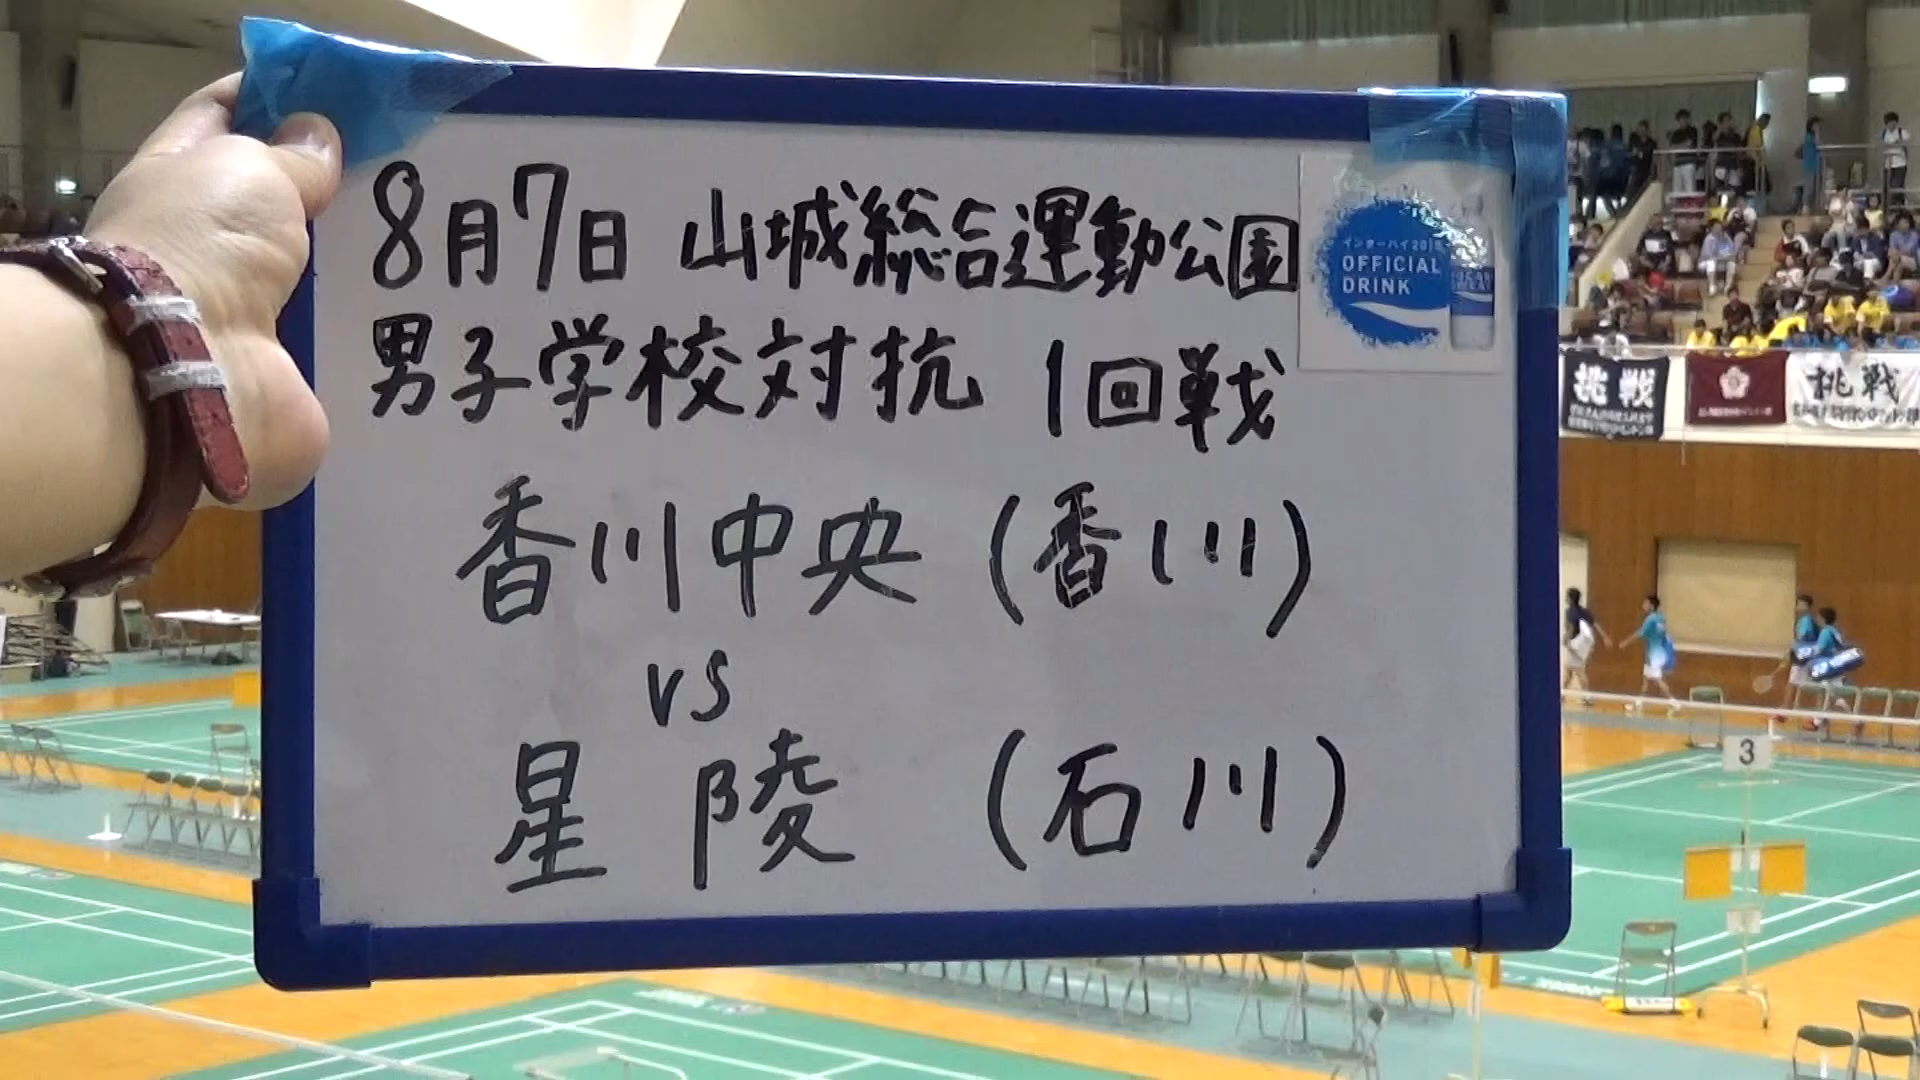 8月7日 山城総合運動公園
男子学校対抗 1回戦
香川中央 (香川)
vs
星 陵 (石川)
OFFICIAL
DRINK
挑戦
挑戦
3